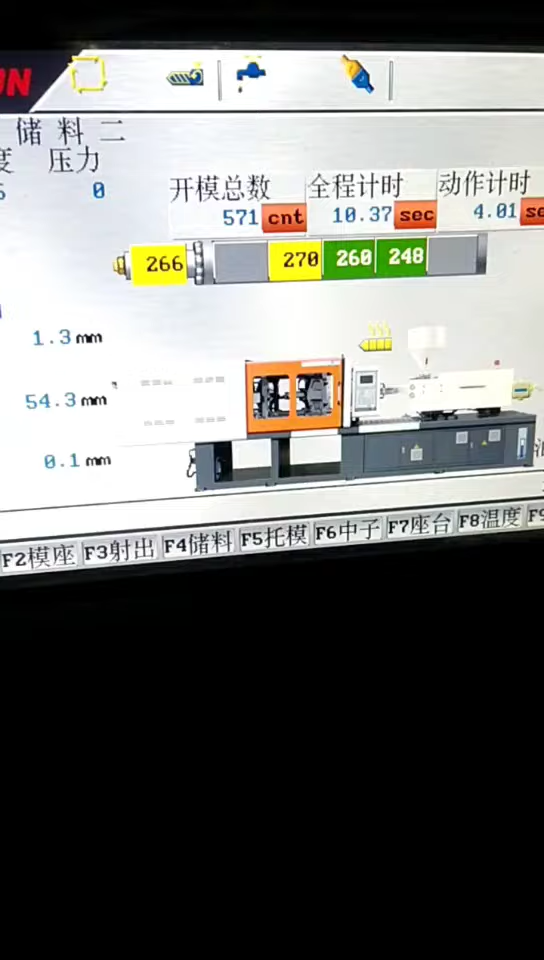 ON
储料二
度 压力
0
开模总数 全程计时 动作计时
571 cnt 10.37 sec 4.01 se
266 270 260 248
1.3 mm
54.3 mm
0.1 mm
F2模座 F3射出 F4储料 F5托模 F6中子 F7座台 F8温度 F9